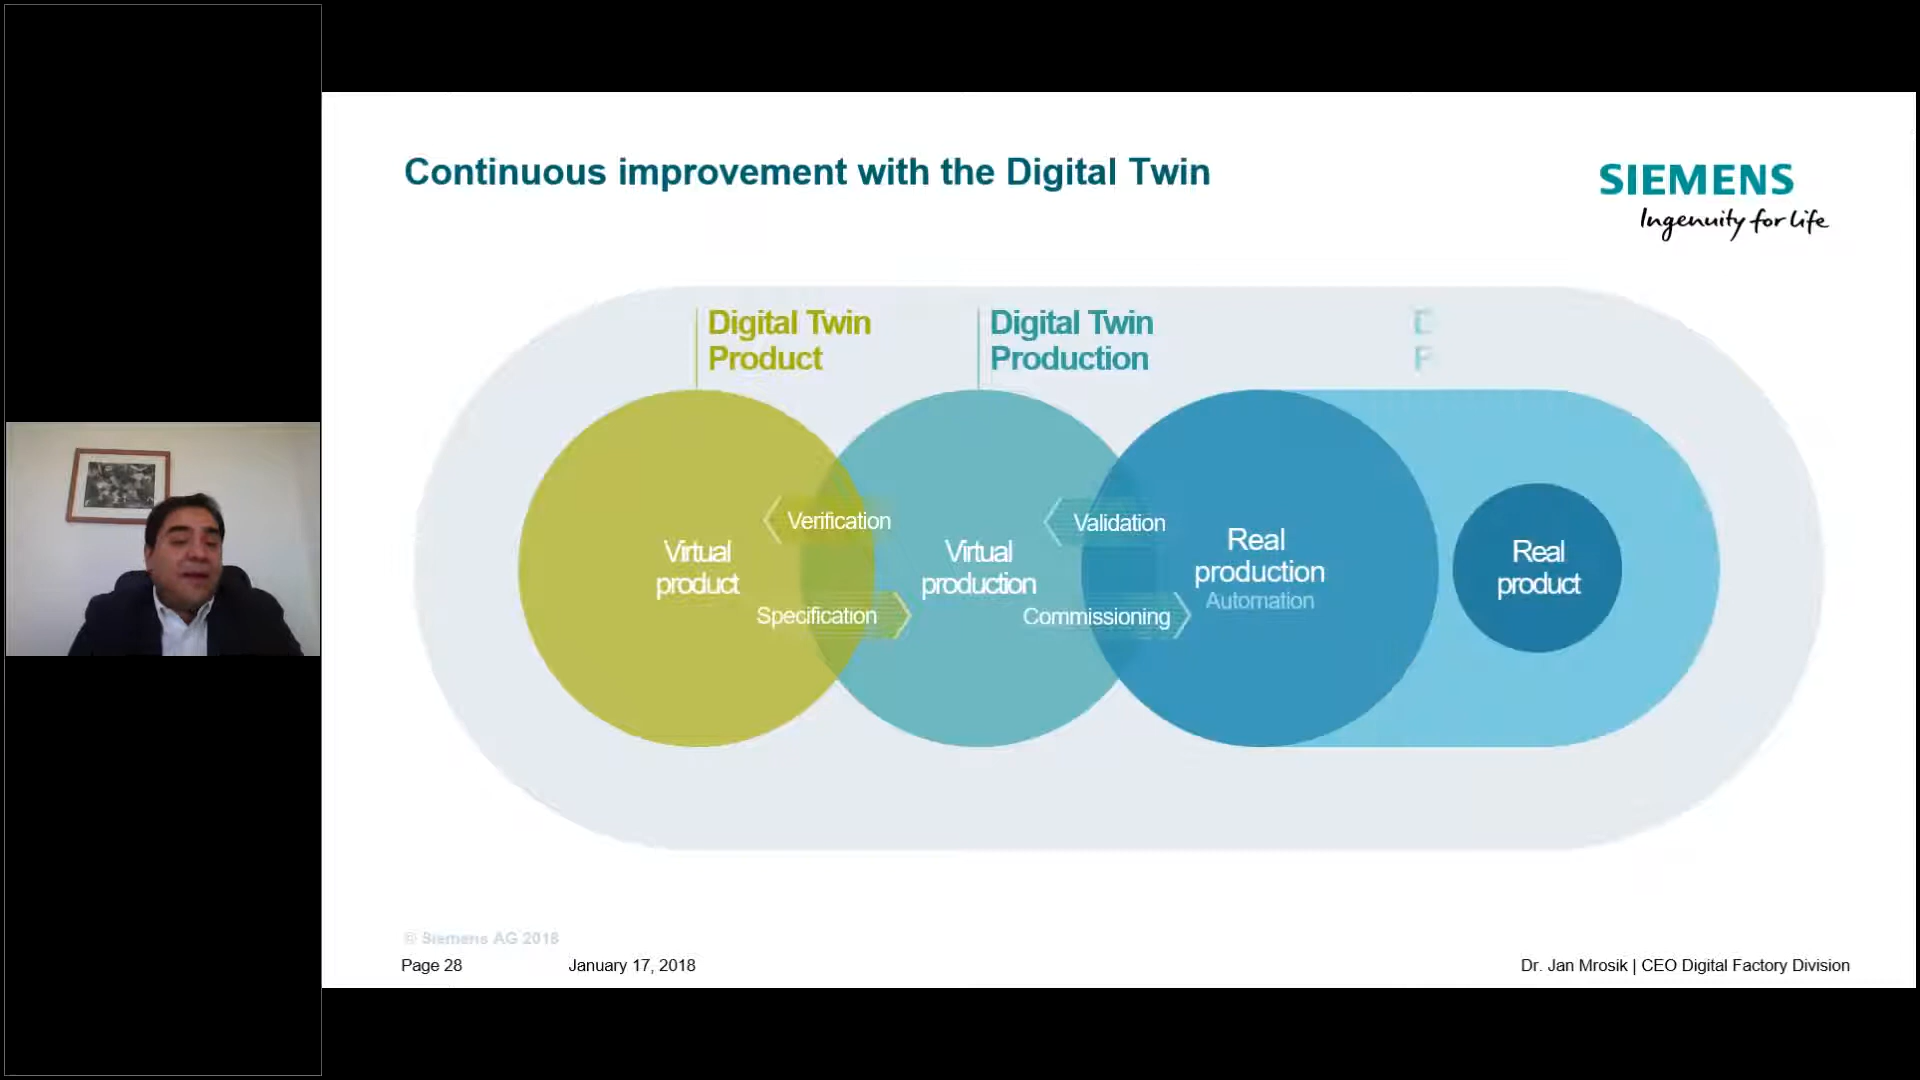 Continuous improvement with the Digital Twin
SIEMENS
Ingenuity for life
Digital Twin
Product
Digital Twin
Production
D
P
Verification
Validation
Virtual
product
Virtual
production
Real
production
Automation
Real
product
Specification
Commissioning
© Siemens AG 2018
Page 28
January 17, 2018
Dr. Jan Mrosik | CEO Digital Factory Division